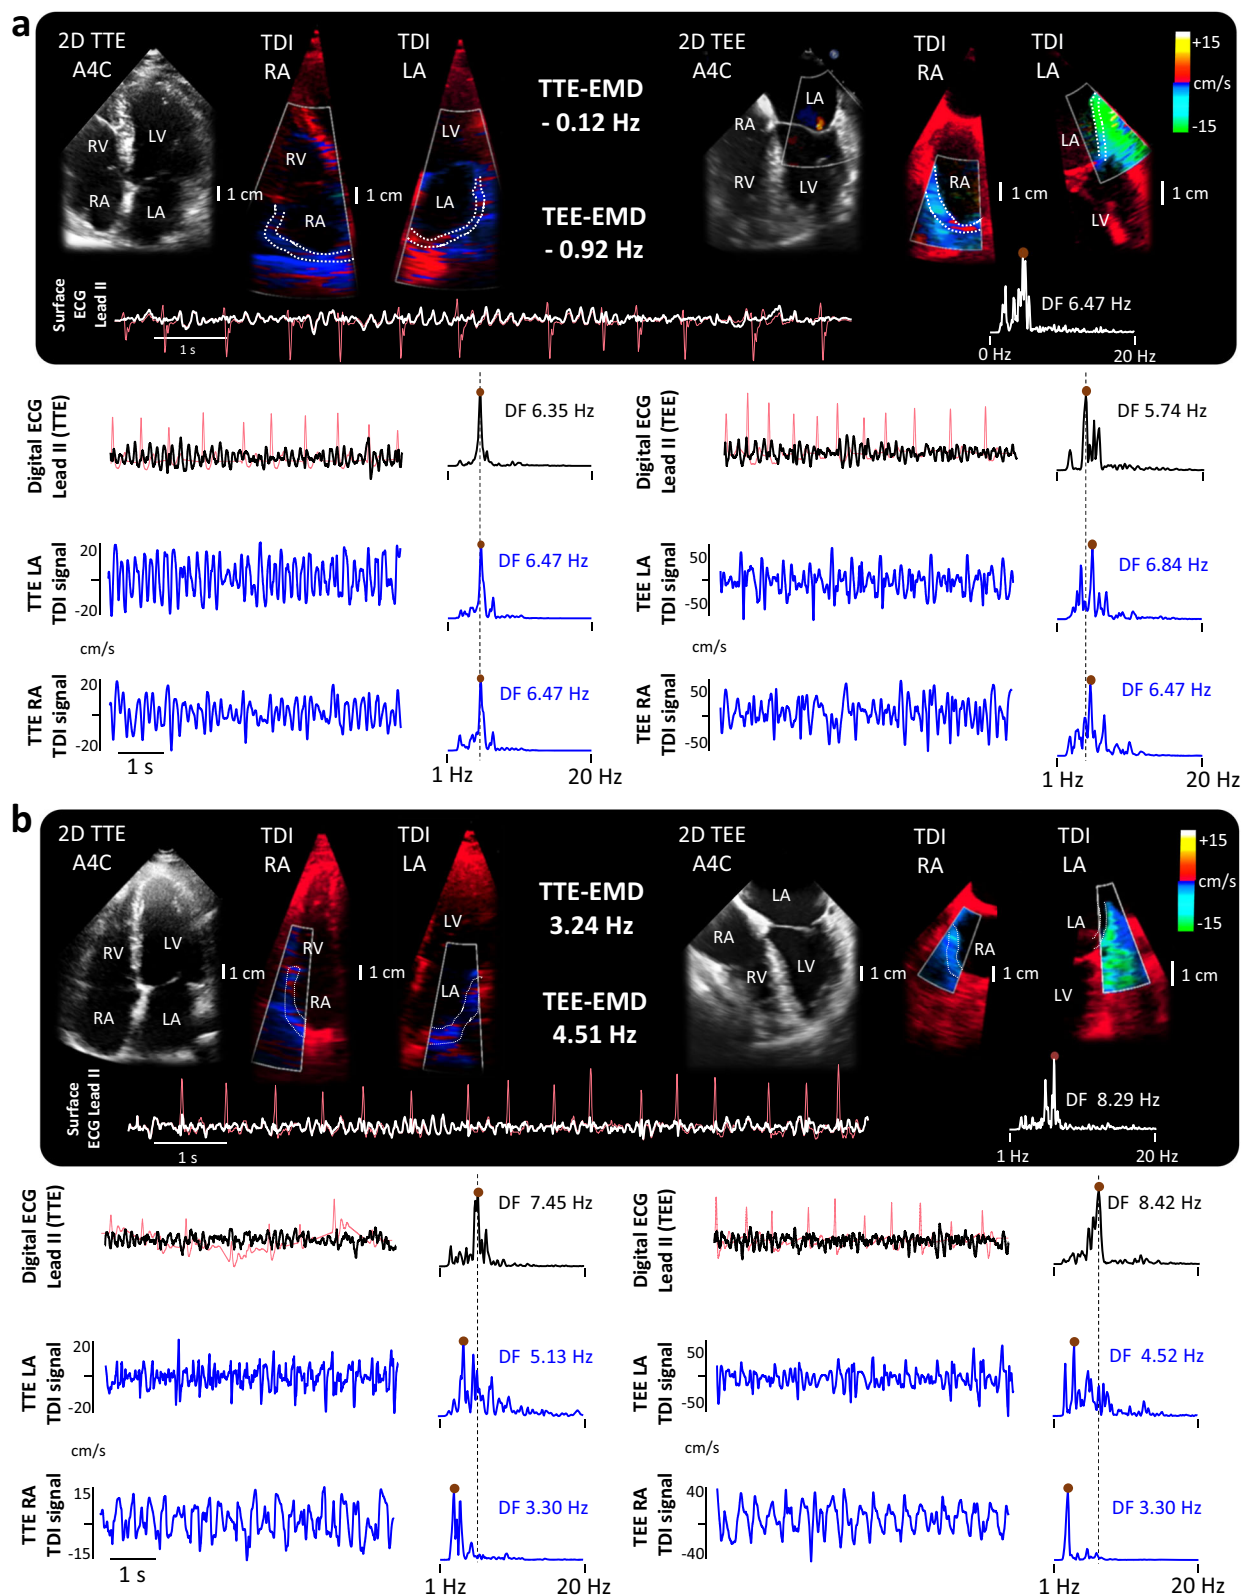 a
2D TTE
A4C
TDI
RA
TDI
LA
TTE-EMD
- 0.12 Hz
TEE-EMD
- 0.92 Hz
2D TEE
A4C
TDI
RA
TDI
LA
+15
cm/s
-15
RV
LV
RA
LA
1 cm
RV
RA
1 cm
LV
LA
1 cm
LA
RA
RV
LV
RA
1 cm
LA
LV
1 cm
Surface
ECG
Lead II
1 s
DF 6.47 Hz
0 Hz
20 Hz
Digital ECG
Lead II (TTE)
DF 6.35 Hz
Digital ECG
Lead II (TEE)
DF 5.74 Hz
TTE LA
TDI signal
20
-20
DF 6.47 Hz
TEE LA
TDI signal
50
-50
DF 6.84 Hz
cm/s
cm/s
TTE RA
TDI signal
20
-20
DF 6.47 Hz
TEE RA
TDI signal
50
-50
DF 6.47 Hz
1 s
1 Hz
20 Hz
1 Hz
20 Hz
b
2D TTE
A4C
TDI
RA
TDI
LA
TTE-EMD
3.24 Hz
TEE-EMD
4.51 Hz
2D TEE
A4C
TDI
RA
TDI
LA
+15
cm/s
-15
RV
LV
RA
LA
1 cm
RV
RA
1 cm
LV
LA
LA
RA
RV
LV
1 cm
RA
1 cm
LA
LV
1 cm
Surface
ECG Lead II
1 s
DF 8.29 Hz
1 Hz
20 Hz
Digital ECG
Lead II (TTE)
DF 7.45 Hz
Digital ECG
Lead II (TEE)
DF 8.42 Hz
TTE LA
TDI signal
20
-20
DF 5.13 Hz
TEE LA
TDI signal
50
-50
DF 4.52 Hz
cm/s
cm/s
TTE RA
TDI signal
15
-15
DF 3.30 Hz
TEE RA
TDI signal
40
-40
DF 3.30 Hz
1 s
1 Hz
20 Hz
1 Hz
20 Hz